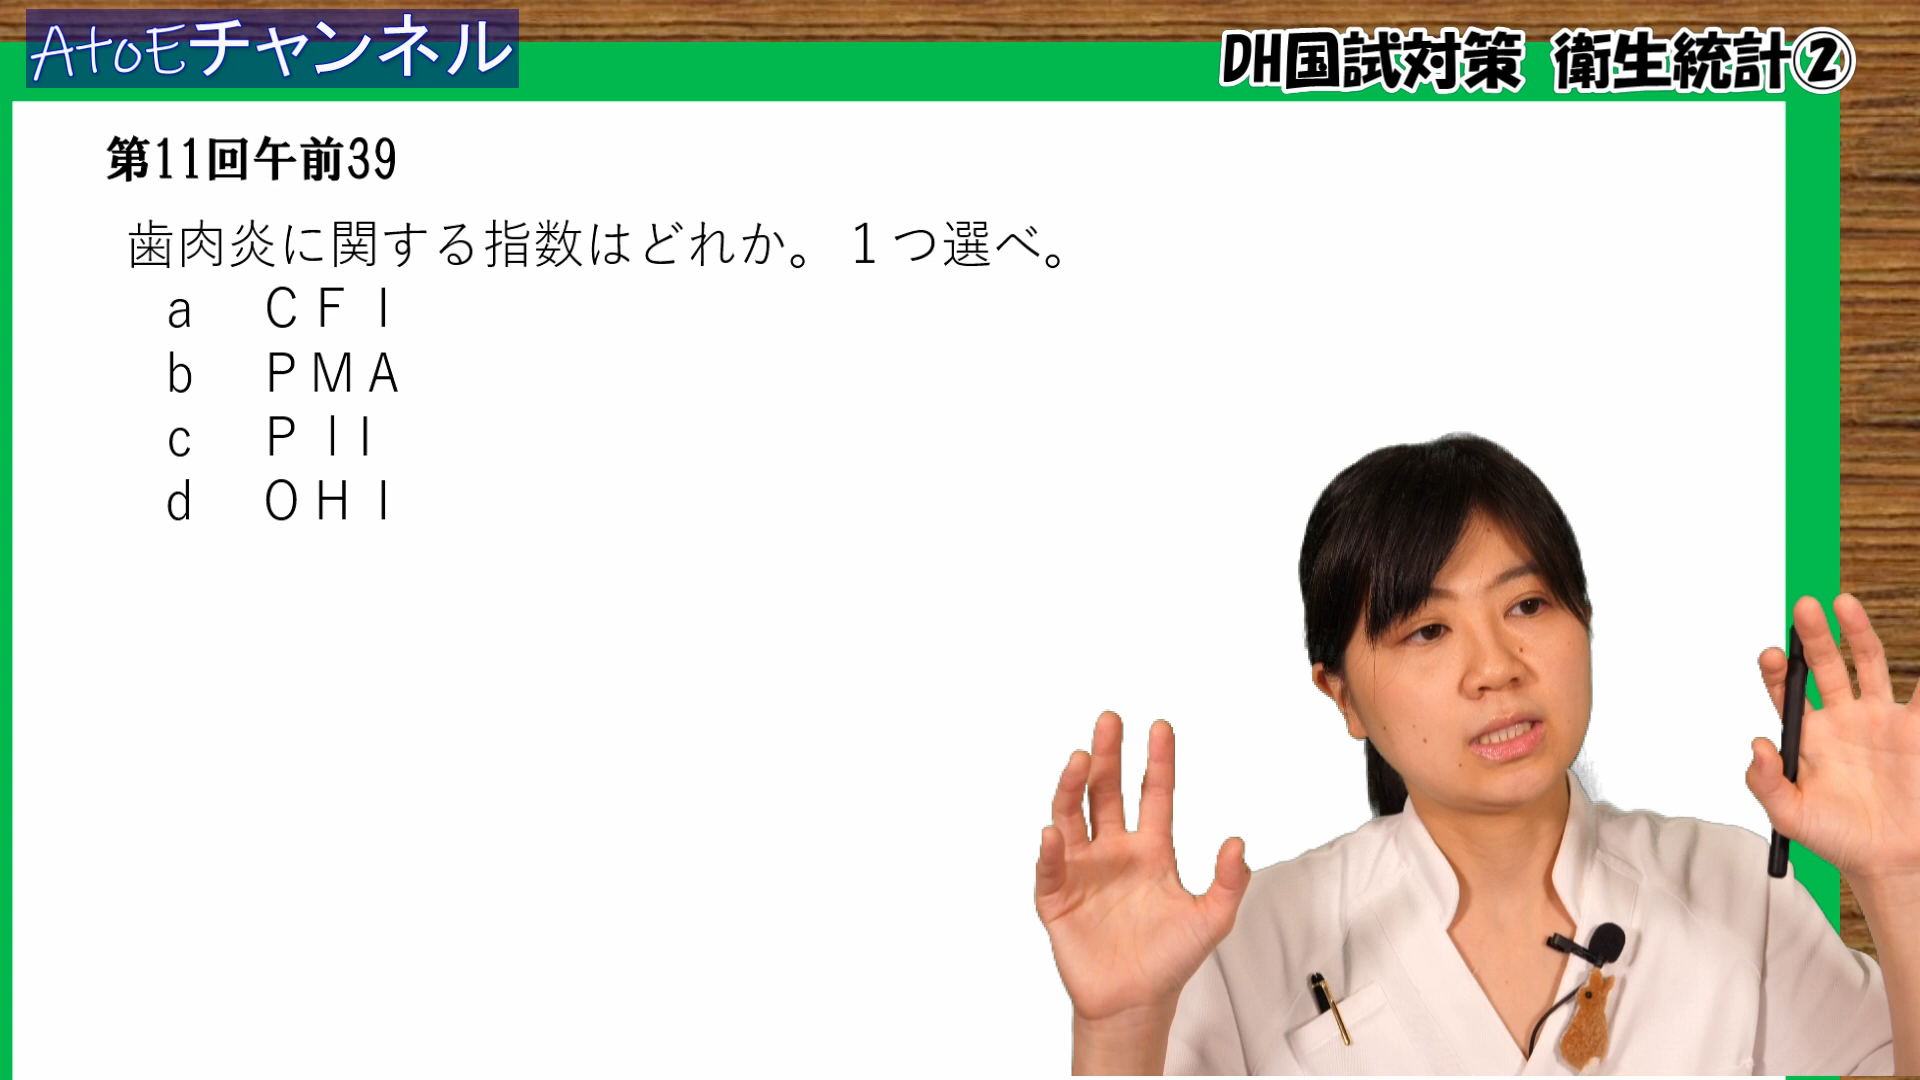 AtoEチャンネル
DH国試対策 衛生統計②
第11回午前39
歯肉炎に関する指数はどれか。１つ選べ。
a ＣＦＩ
b ＰＭＡ
c ＰｌＩ
d ＯＨＩ